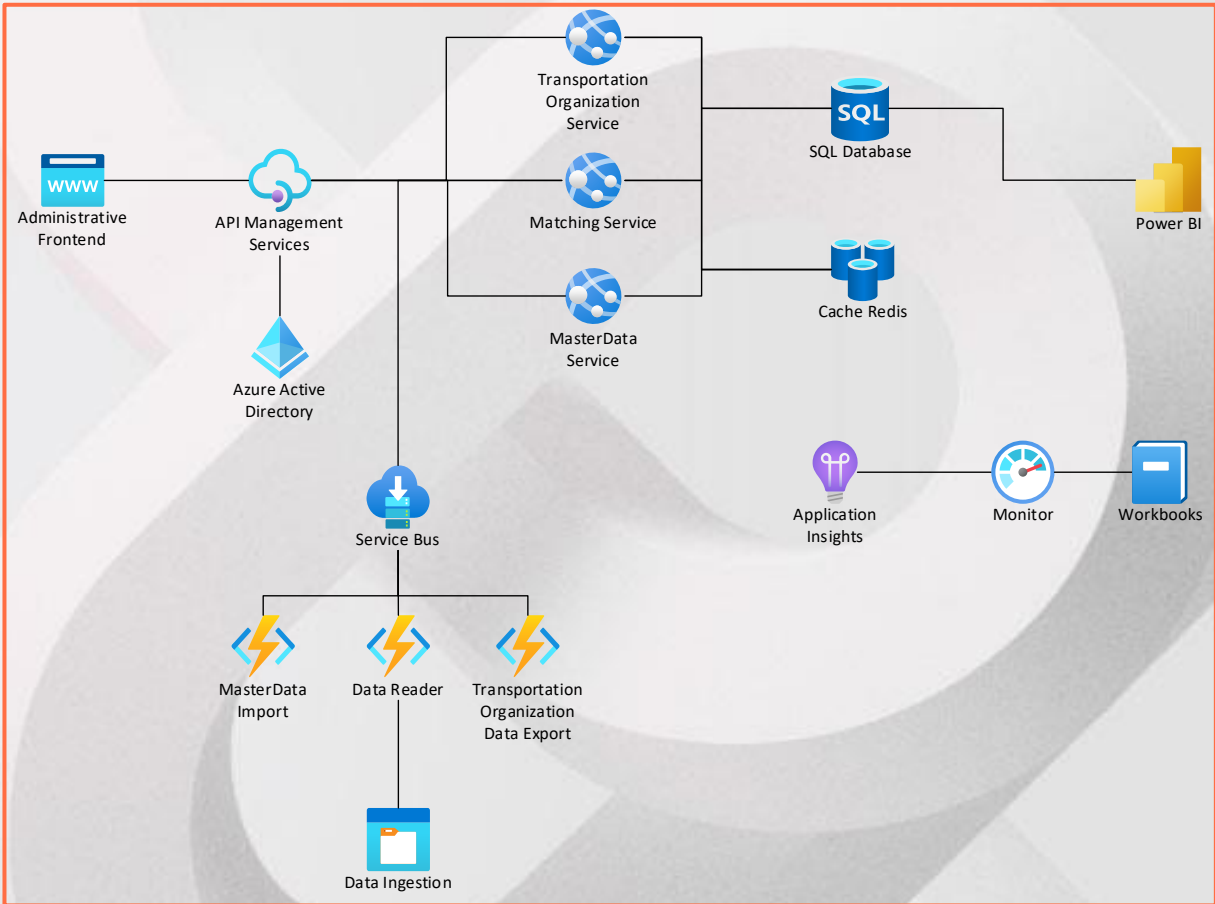 Transportation
Organization
Service
SQL
SQL Database
www
Administrative
Frontend
API Management
Services
Matching Service
Power BI
Cache Redis
MasterData
Service
Azure Active
Directory
Application
Insights
Monitor
Workbooks
Service Bus
MasterData
Import
Data Reader
Transportation
Organization
Data Export
Data Ingestion